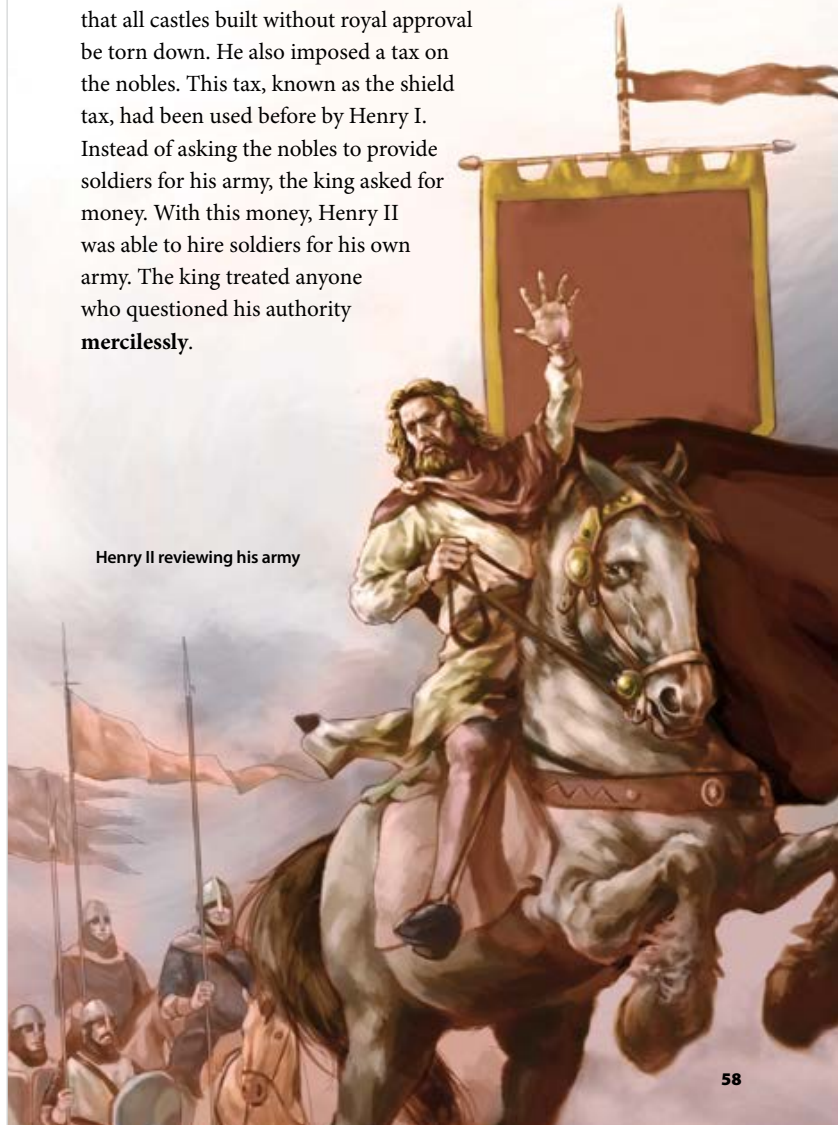 that all castles built without royal approval
be torn down. He also imposed a tax on
the nobles. This tax, known as the shield
tax, had been used before by Henry I.
Instead of asking the nobles to provide
soldiers for his army, the king asked for
money. With this money, Henry II
was able to hire soldiers for his own
army. The king treated anyone
who questioned his authority
mercilessly.
Henry II reviewing his army
58